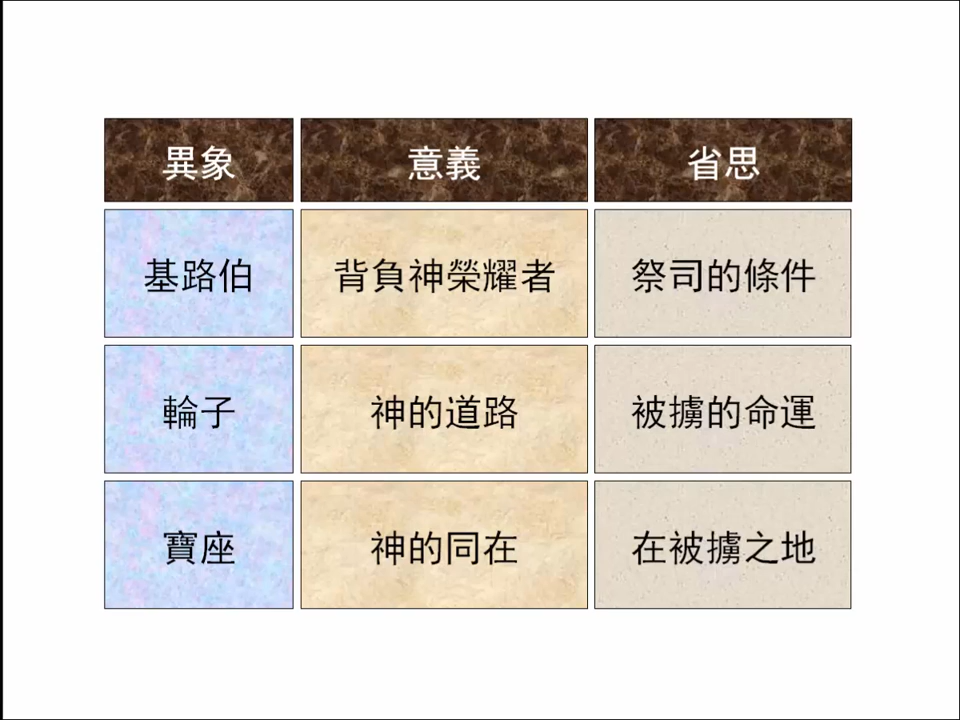 異象 意義 省思
基路伯 背負神榮耀者 祭司的條件
輪子 神的道路 被擄的命運
寶座 神的同在 在被擄之地